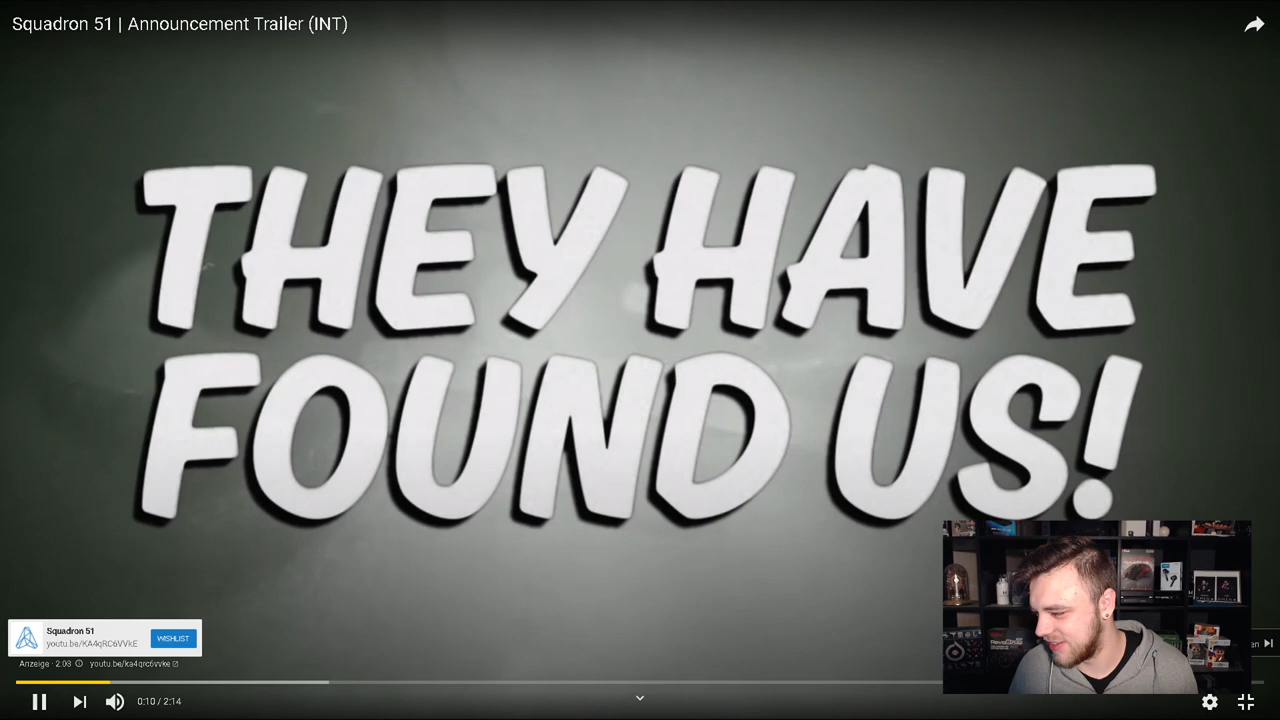 Squadron 51 | Announcement Trailer (INT)
THEY HAVE
FOUND US!
Squadron 51
youtu.be/KA4qRC6VVkE
WISHLIST
Anzeige · 2:03
youtu.be/ka4qrc6vvke
en
0:10 / 2:14